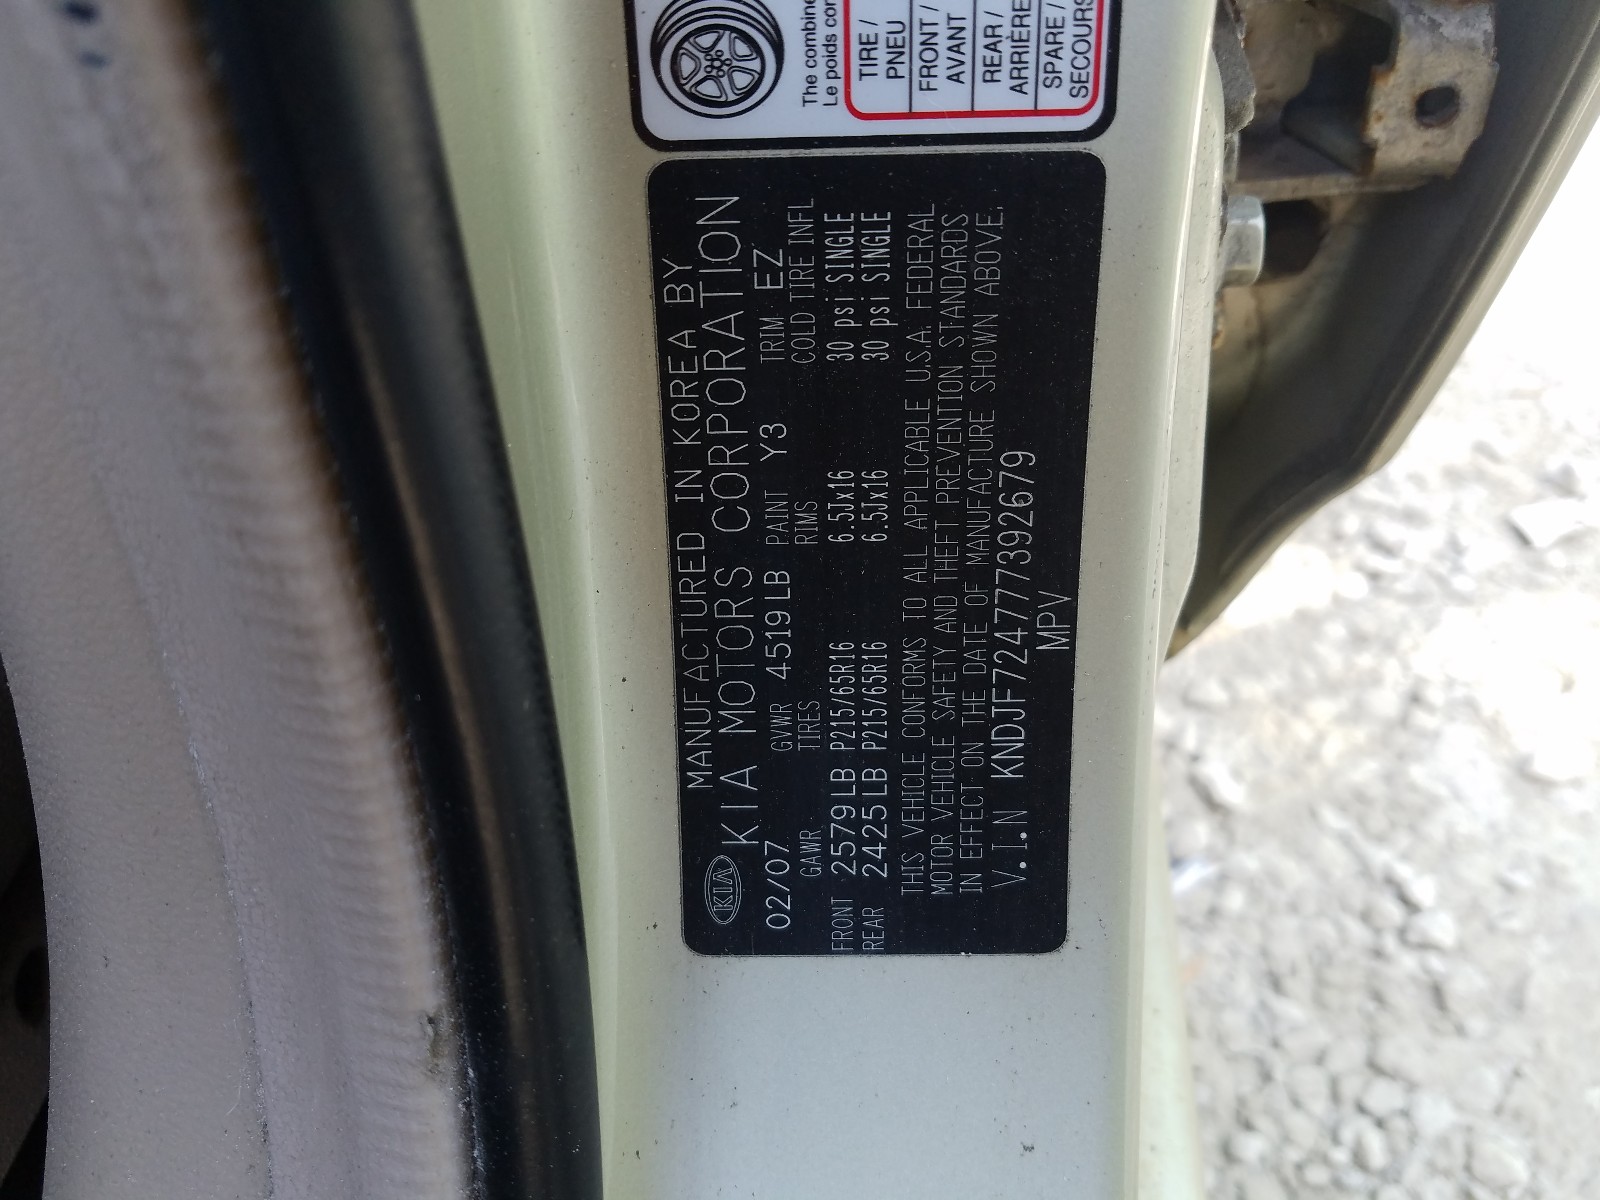 The combine
Le poids con
TIRE /
PNEU
FRONT /
AVANT
REAR /
ARRIÈRE
SPARE /
SECOURS
MANUFACTURED IN KOREA BY
KIA KIA MOTORS CORPORATION
02/07 GVWR 4519LB PAINT Y3 TRIM EZ
GAWR TIRES RIMS COLD TIRE INFL
FRONT 2579LB P215/65R16 6.5Jx16 30 psi SINGLE
REAR 2425LB P215/65R16 6.5Jx16 30 psi SINGLE
THIS VEHICLE CONFORMS TO ALL APPLICABLE U.S.A. FEDERAL
MOTOR VEHICLE SAFETY AND THEFT PREVENTION STANDARDS
IN EFFECT ON THE DATE OF MANUFACTURE SHOWN ABOVE.
V.I.N KNDJF724777392679
MPV